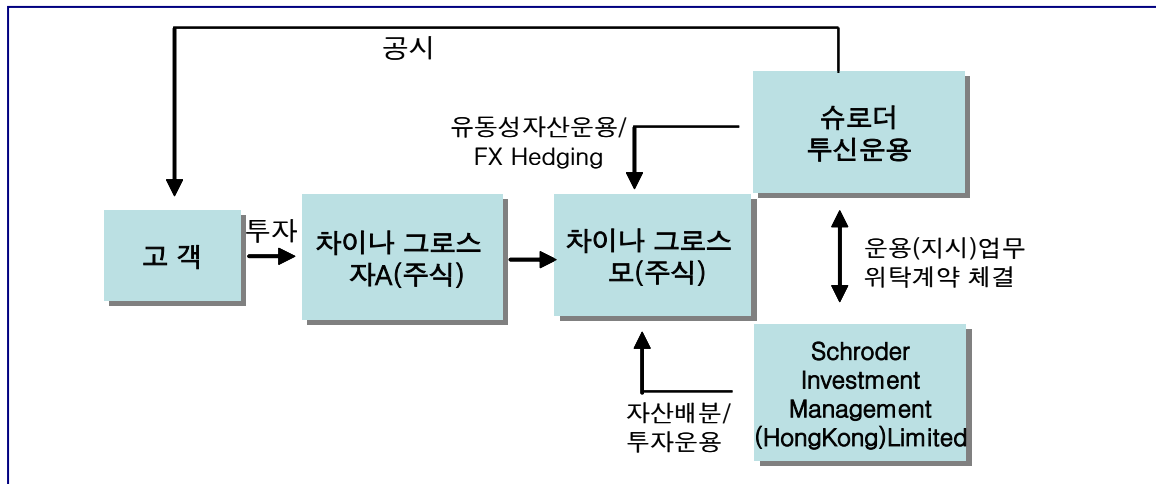 공시
유동성자산운용/
FX Hedging
슈로더
투신운용
고 객
투자
차이나 그로스
자A(주식)
차이나 그로스
모(주식)
운용(지시)업무
위탁계약 체결
자산배분/
투자운용
Schroder
Investment
Management
(HongKong)Limited